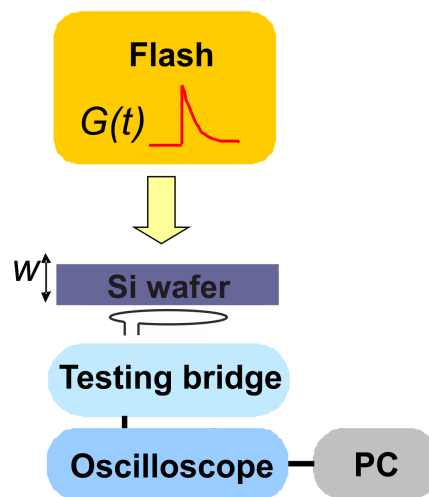 Flash
G(t)
W
Si wafer
Testing bridge
Oscilloscope
PC